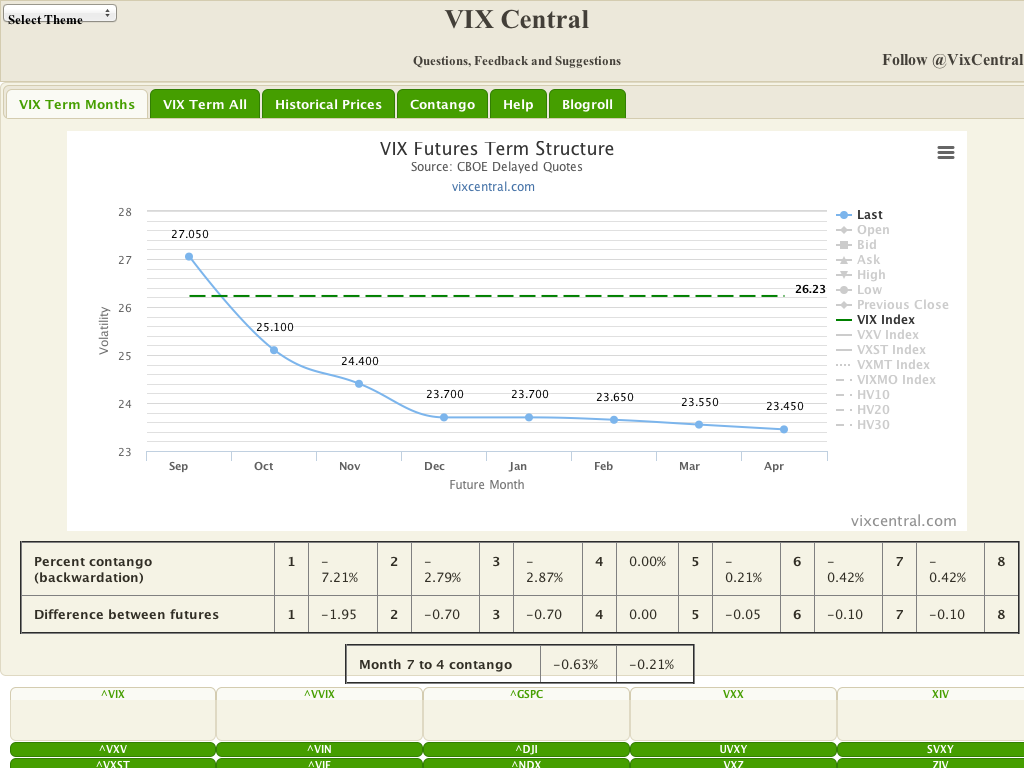 Select Theme
VIX Central
Questions, Feedback and Suggestions
Follow @VixCentral
VIX Term Months
VIX Term All
Historical Prices
Contango
Help
Blogroll
VIX Futures Term Structure
Source: CBOE Delayed Quotes
vixcentral.com
Volatility
28
27
26
25
24
23
27.050
25.100
24.400
23.700
23.700
23.650
23.550
23.450
26.23
Sep Oct Nov Dec Jan Feb Mar Apr
Future Month
Last
Open
Bid
Ask
High
Low
Previous Close
VIX Index
VXV Index
VXST Index
VXMT Index
VIXMO Index
HV10
HV20
HV30
vixcentral.com
Percent contango (backwardation) 1 -7.21% 2 -2.79% 3 -2.87% 4 0.00% 5 -0.21% 6 -0.42% 7 -0.42% 8
Difference between futures 1 -1.95 2 -0.70 3 -0.70 4 0.00 5 -0.05 6 -0.10 7 -0.10 8
Month 7 to 4 contango -0.63% -0.21%
^VIX ^VVIX ^GSPC VXX XIV
^VXV ^VIN ^DJI UVXY SVXY
^VXST ^VIF ^NDX VXZ ZIV